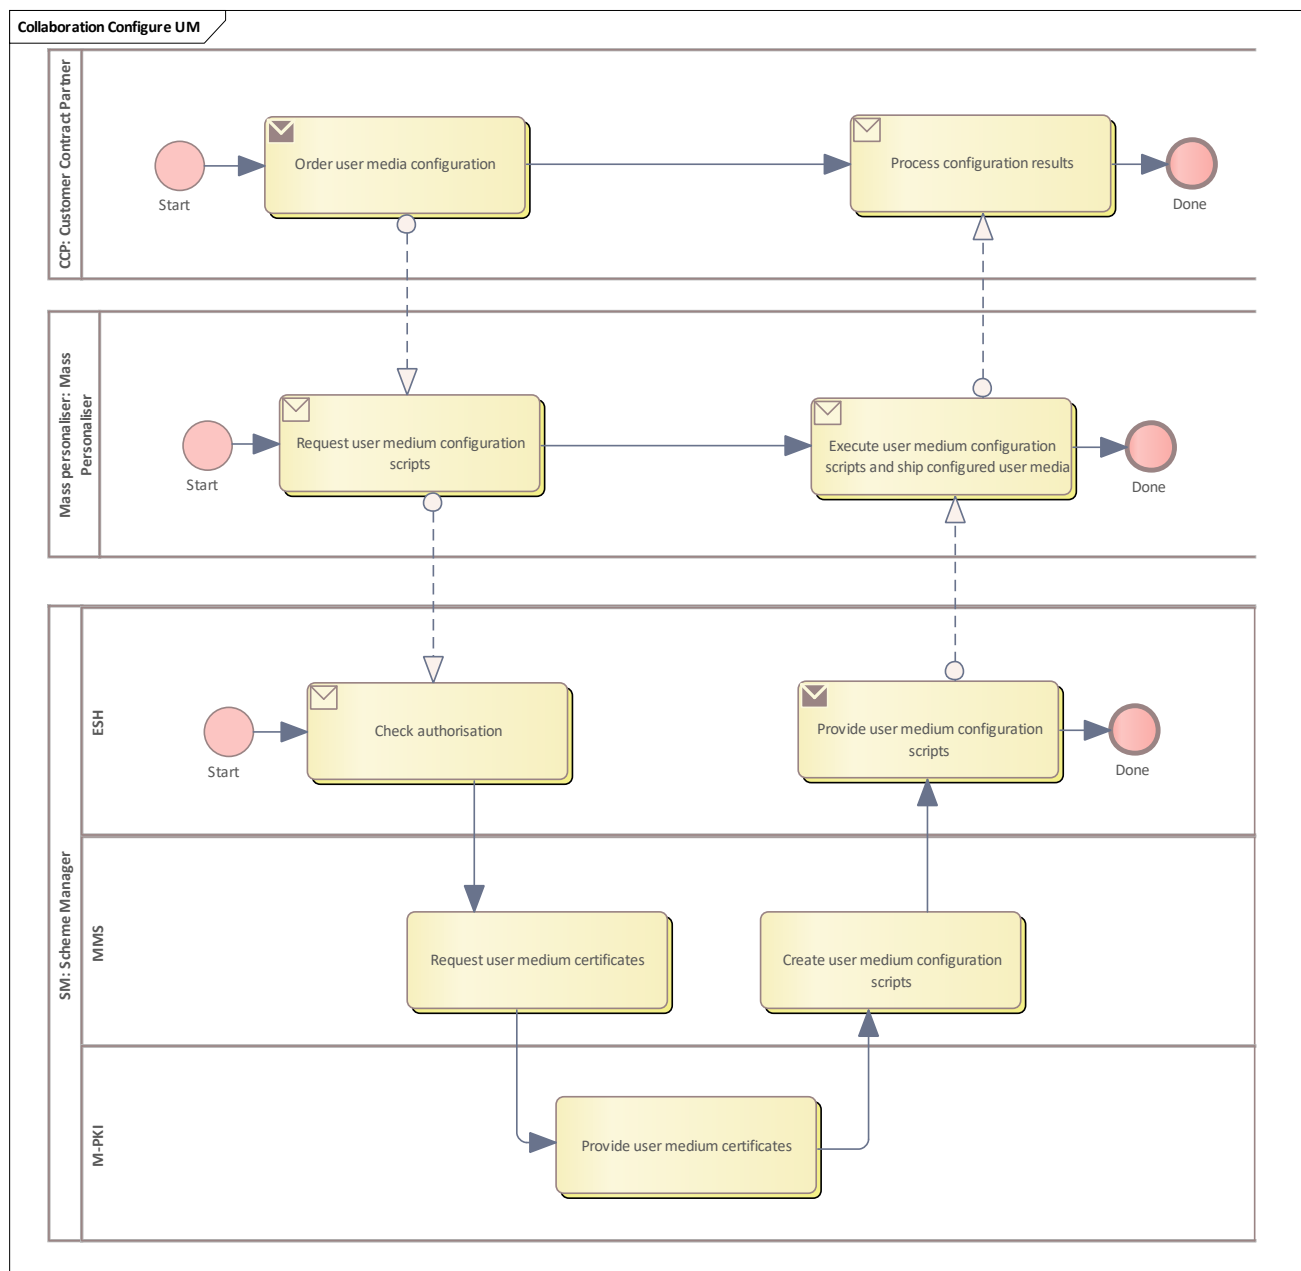 Collaboration Configure UM
CCP: Customer Contract Partner
Start
Order user media configuration
Process configuration results
Done
Mass personaliser: Mass
Personaliser
Start
Request user medium configuration
scripts
Execute user medium configuration
scripts and ship configured user media
Done
SM: Scheme Manager
ESH
Start
Check authorisation
Provide user medium configuration
scripts
Done
MMS
Request user medium certificates
Create user medium configuration
scripts
M-PKI
Provide user medium certificates